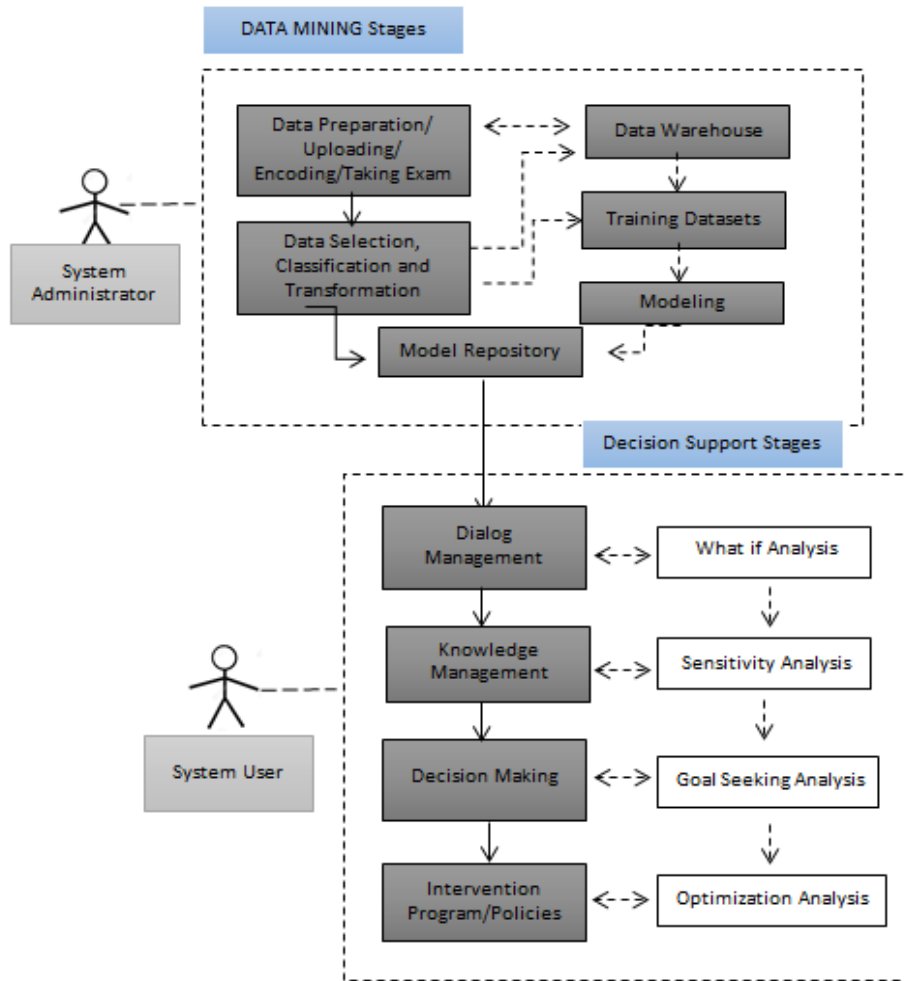 DATA MINING Stages
Data Preparation/
Uploading/
Encoding/Taking Exam
Data Warehouse
Data Selection,
Classification and
Transformation
Training Datasets
System
Administrator
Modeling
Model Repository
Decision Support Stages
Dialog
Management
What if Analysis
Knowledge
Management
Sensitivity Analysis
System User
Decision Making
Goal Seeking Analysis
Intervention
Program/Policies
Optimization Analysis